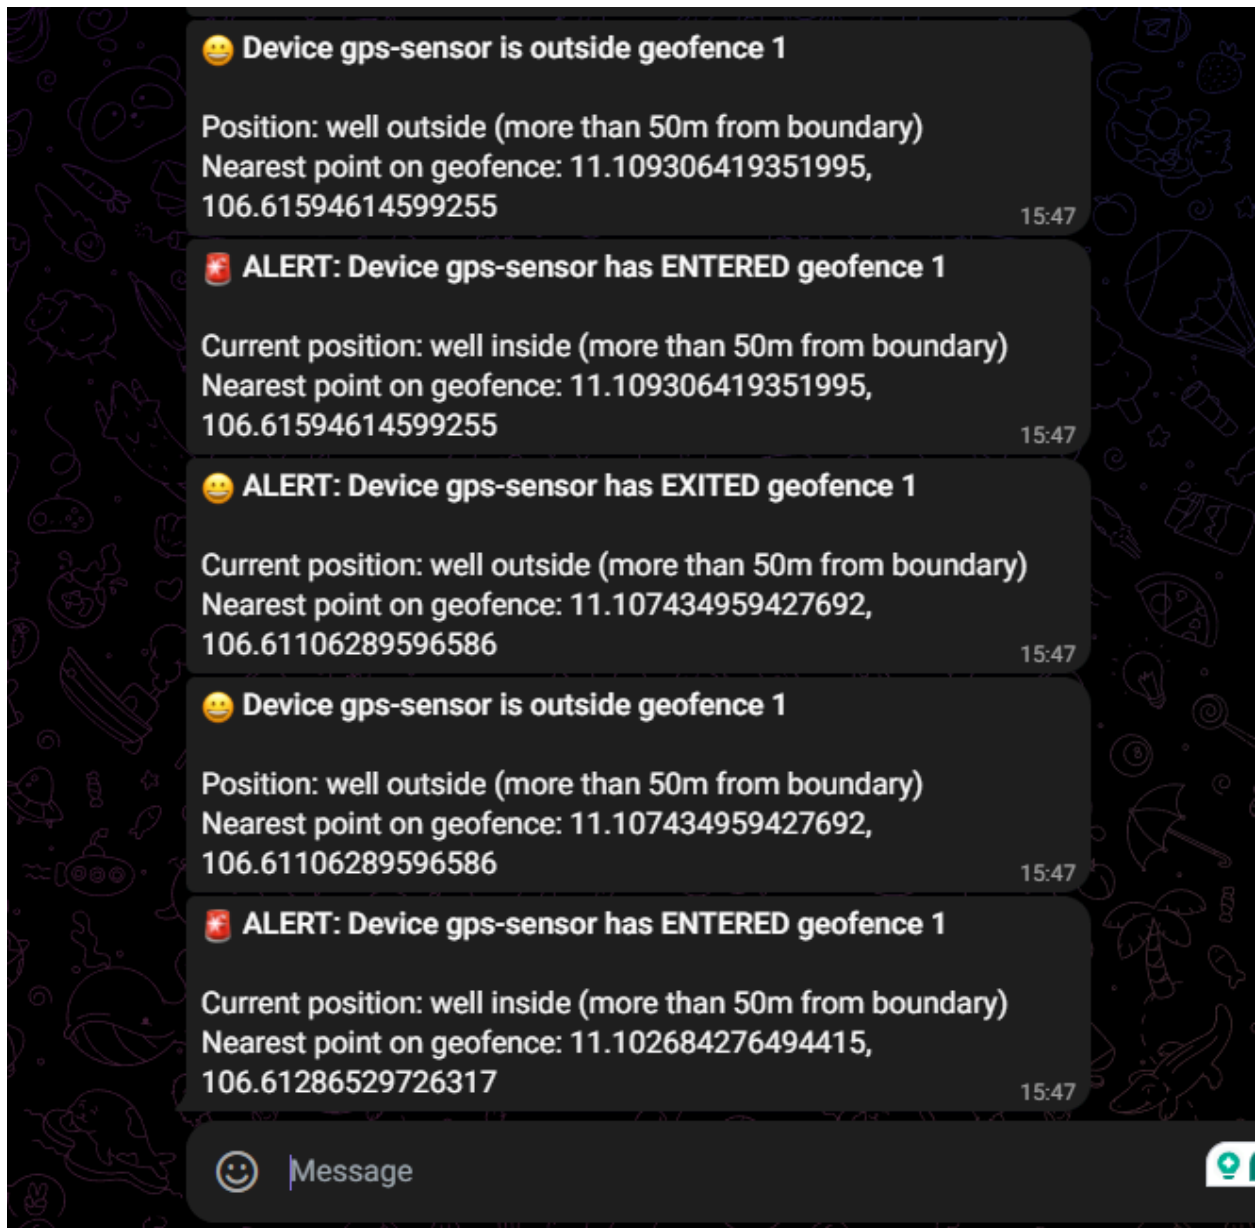 😀 Device gps-sensor is outside geofence 1
Position: well outside (more than 50m from boundary)
Nearest point on geofence: 11.109306419351995,
106.61594614599255
15:47
🚨 ALERT: Device gps-sensor has ENTERED geofence 1
Current position: well inside (more than 50m from boundary)
Nearest point on geofence: 11.109306419351995,
106.61594614599255
15:47
😀 ALERT: Device gps-sensor has EXITED geofence 1
Current position: well outside (more than 50m from boundary)
Nearest point on geofence: 11.107434959427692,
106.61106289596586
15:47
😀 Device gps-sensor is outside geofence 1
Position: well outside (more than 50m from boundary)
Nearest point on geofence: 11.107434959427692,
106.61106289596586
15:47
🚨 ALERT: Device gps-sensor has ENTERED geofence 1
Current position: well inside (more than 50m from boundary)
Nearest point on geofence: 11.102684276494415,
106.61286529726317
15:47
Message